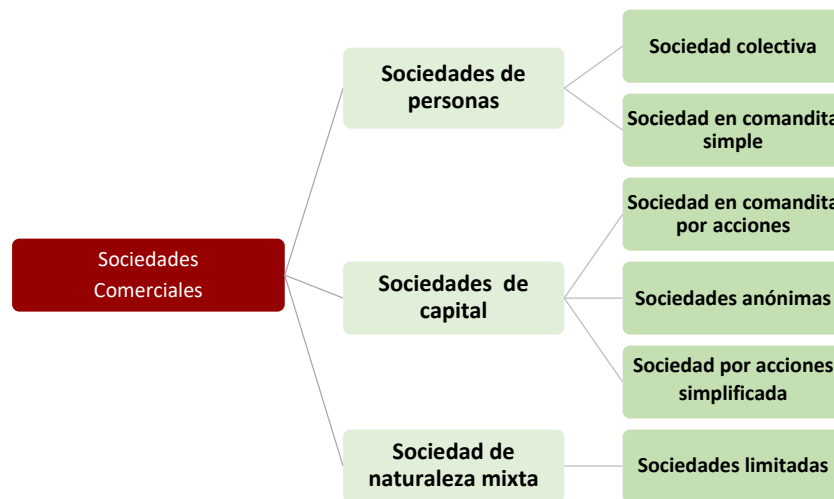 Sociedades
Comerciales
Sociedades de
personas
Sociedad colectiva
Sociedad en comandita
simple
Sociedades de
capital
Sociedad en comandita
por acciones
Sociedades anónimas
Sociedad por acciones
simplificada
Sociedad de
naturaleza mixta
Sociedades limitadas